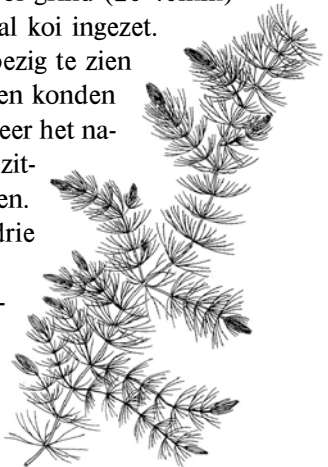 al koi ingezet.
bezig te zien
en konden
eer het na-
zit-
en.
drie